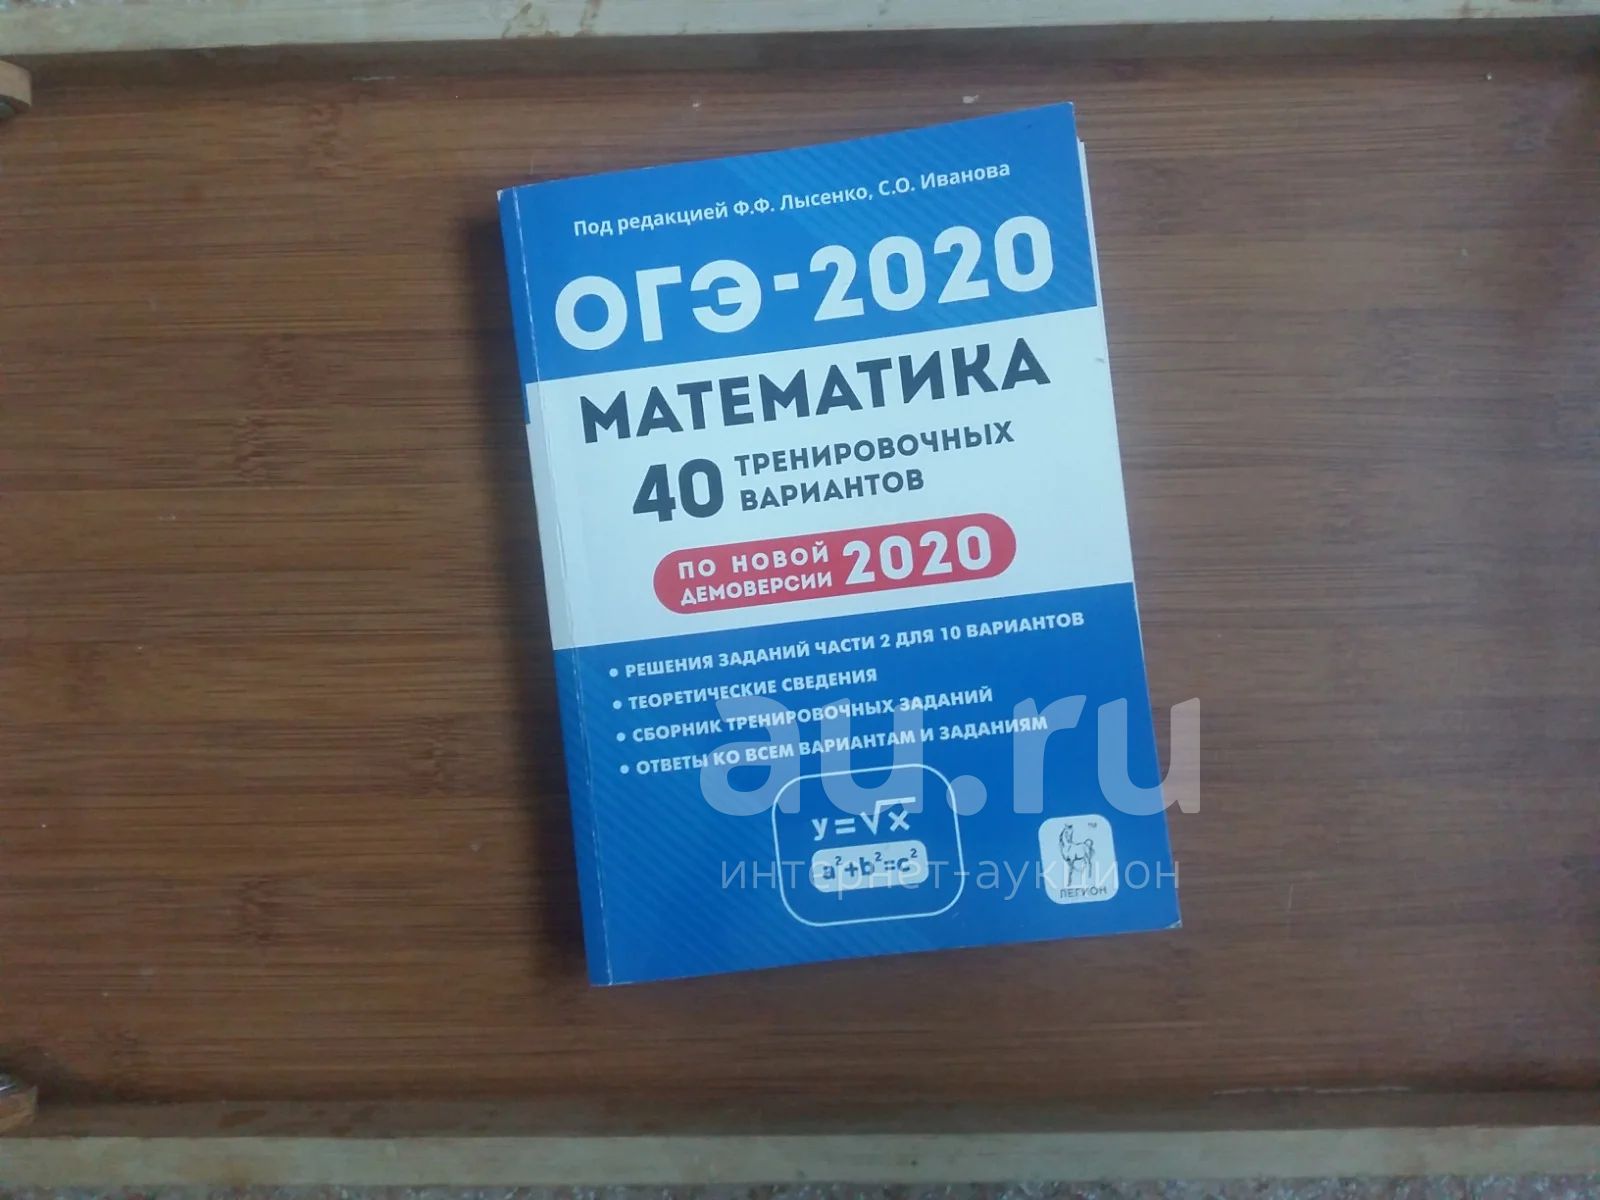 Под редакцией Ф.Ф. Лысенко, С.О. Иванова
ОГЭ-2020
МАТЕМАТИКА
40 ТРЕНИРОВОЧНЫХ
ВАРИАНТОВ
ПО НОВОЙ
ДЕМОВЕРСИИ 2020
• РЕШЕНИЯ ЗАДАНИЙ ЧАСТИ 2 ДЛЯ 10 ВАРИАНТОВ
• ТЕОРЕТИЧЕСКИЕ СВЕДЕНИЯ
• СБОРНИК ТРЕНИРОВОЧНЫХ ЗАДАНИЙ
• ОТВЕТЫ КО ВСЕМ ВАРИАНТАМ И ЗАДАНИЯМ
au.ru
интернет-аукцион
y=√x
a²+b²=c²
ЛЕГИОН
TM